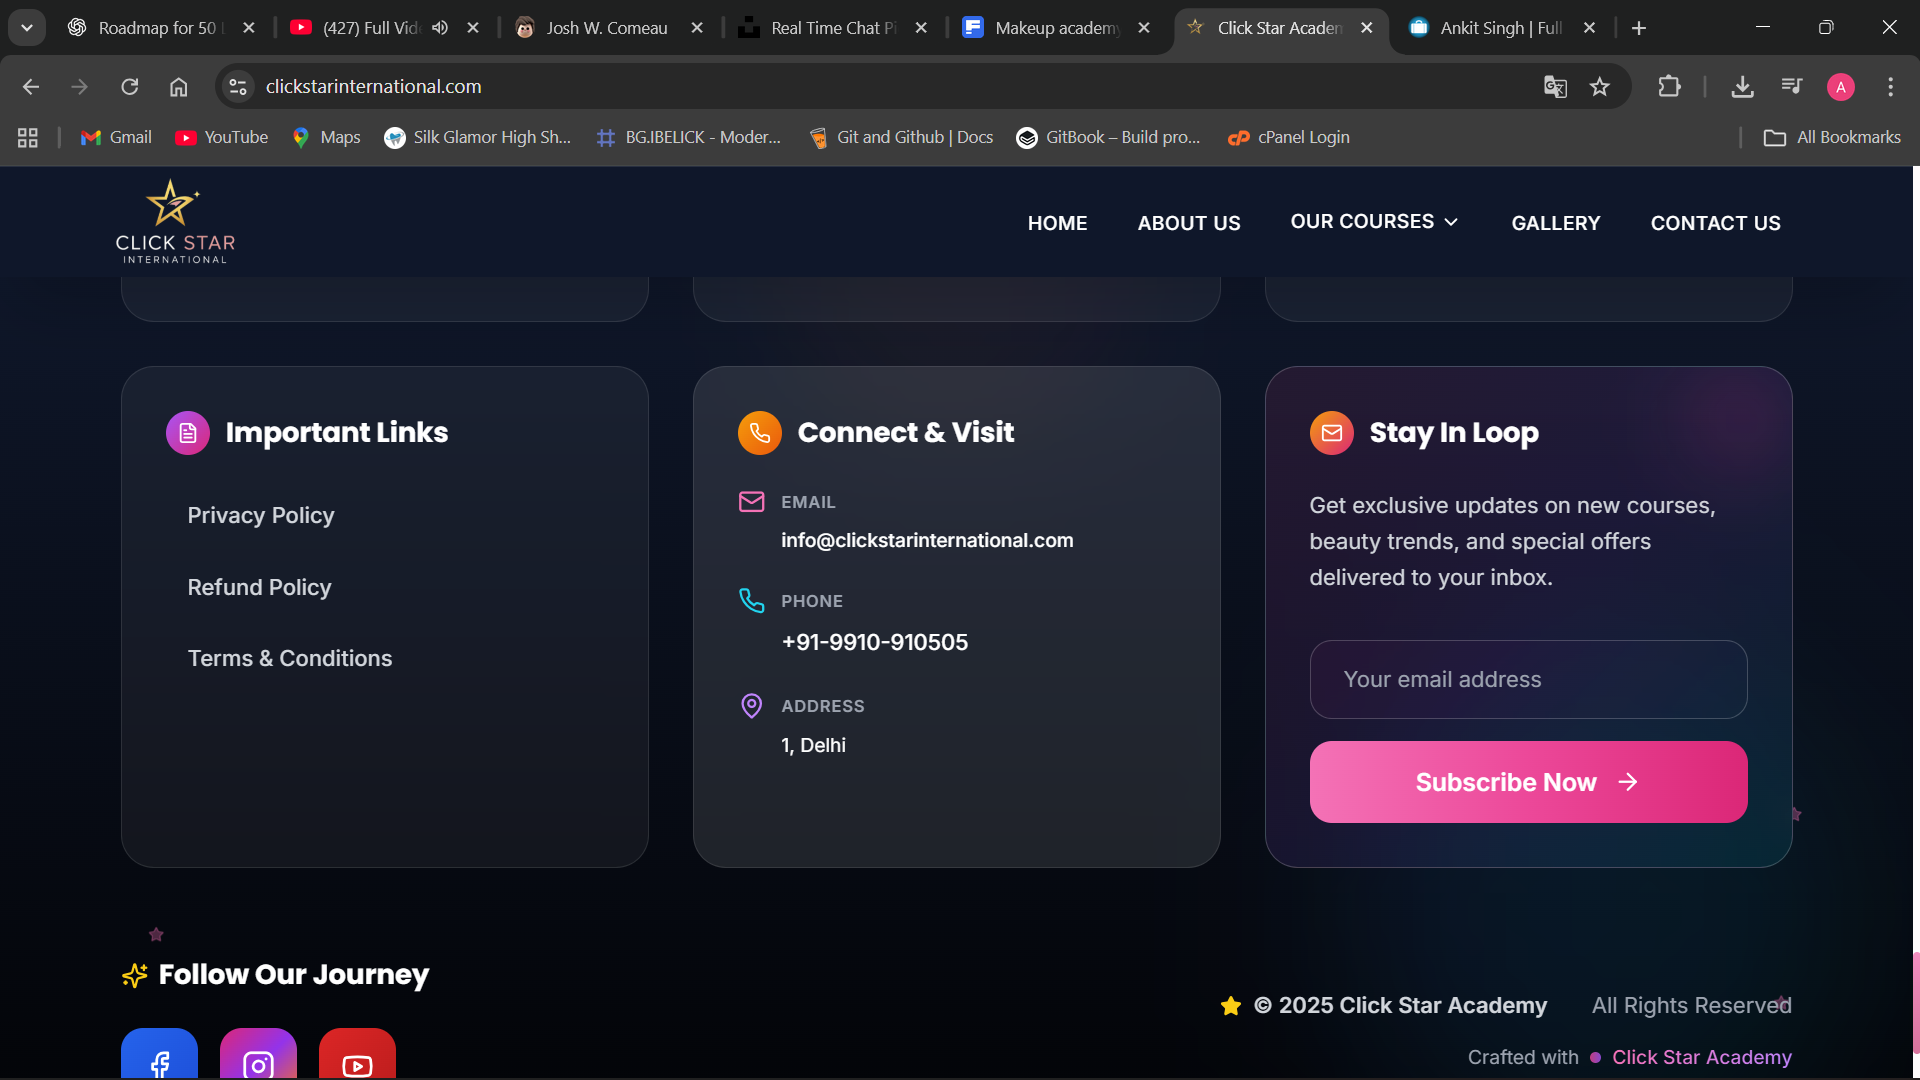 Roadmap for 50 L
(427) Full Vid
Josh W. Comeau
Real Time Chat Pi
Makeup academy
Click Star Academ
Ankit Singh | Full
clickstarinternational.com
A
Gmail
YouTube
Maps
Silk Glamor High Sh...
BG.IBELICK - Moder...
Git and Github | Docs
GitBook – Build pro...
cPanel Login
All Bookmarks
CLICK STAR
INTERNATIONAL
HOME
ABOUT US
OUR COURSES
GALLERY
CONTACT US
Important Links
Privacy Policy
Refund Policy
Terms & Conditions
Connect & Visit
EMAIL
info@clickstarinternational.com
PHONE
+91-9910-910505
ADDRESS
1, Delhi
Stay In Loop
Get exclusive updates on new courses,
beauty trends, and special offers
delivered to your inbox.
Your email address
Subscribe Now
Follow Our Journey
© 2025 Click Star Academy
All Rights Reserved
Crafted with
Click Star Academy